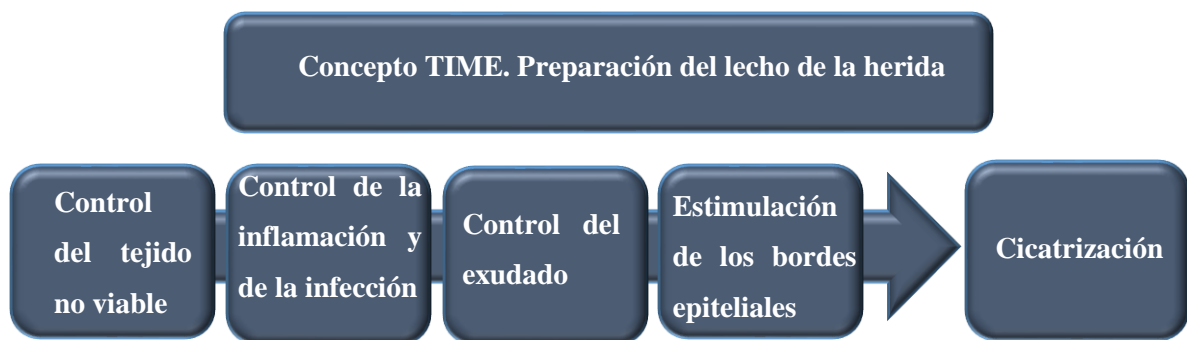 Concepto TIME. Preparación del lecho de la herida
Control
del tejido
no viable
Control de la
inflamación y
de la infección
Control del
exudado
Estimulación
de los bordes
epiteliales
Cicatrización